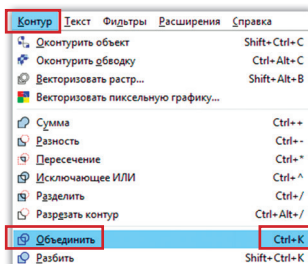 Контур Текст Фильтры Расширения Справка
Оконтурить объект Shift+Ctrl+C
Оконтурить обводку Ctrl+Alt+C
Векторизовать растр... Shift+Alt+B
Векторизовать пиксельную графику...
Сумма Ctrl++
Разность Ctrl+-
Пересечение Ctrl+*
Исключающее ИЛИ Ctrl+^
Разделить Ctrl+/
Разрезать контур Ctrl+Alt+/
Объединить Ctrl+K
Разбить Shift+Ctrl+K